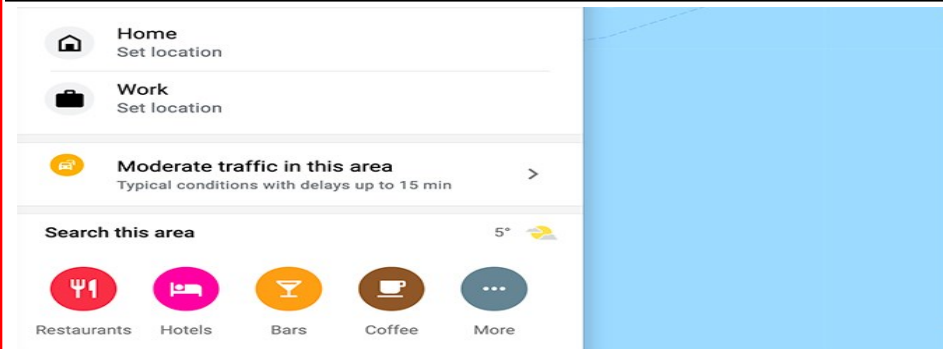 Home
Set location
Work
Set location
Moderate traffic in this area
Typical conditions with delays up to 15 min
Search this area
5°
Restaurants Hotels Bars Coffee More